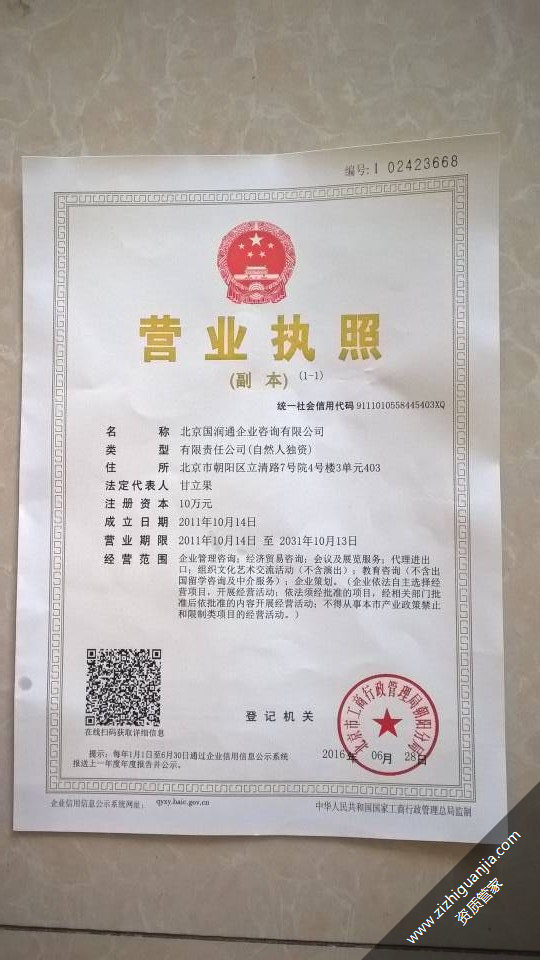 编号:1 02423668
营业执照
(副本) (1-1)
统一社会信用代码 9111010558445403XQ
名 称 北京国润通企业咨询有限公司
类 型 有限责任公司(自然人独资)
住 所 北京市朝阳区立清路7号院4号楼3单元403
法定代表人 甘立果
注册资本 10万元
成立日期 2011年10月14日
营业期限 2011年10月14日 至 2031年10月13日
经营范围 企业管理咨询；经济贸易咨询；会议及展览服务；代理进出
口；组织文化艺术交流活动（不含演出）；教育咨询（不含出
国留学咨询及中介服务）；企业策划。（企业依法自主选择经
营项目，开展经营活动；依法须经批准的项目，经相关部门批
准后依批准的内容开展经营活动；不得从事本市产业政策禁止
和限制类项目的经营活动。）
在线扫码获取详细信息
登记机关
北京市工商行政管理局朝阳分局
2016年 06月 28日
提示：每年1月1日至6月30日通过企业信用信息公示系统
报送上一年度年度报告并公示。
企业信用信息公示系统网址： qyxy.baic.gov.cn
中华人民共和国国家工商行政管理总局监制
www.zizhiguanjia.com
资质管家